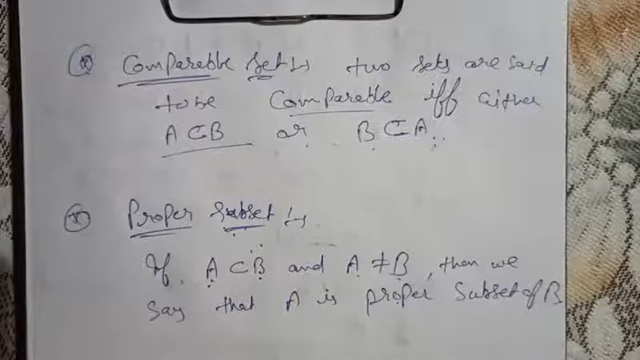 Comparable Set :- two sets are said
to be Comparable iff either
A ⊂ B or B ⊂ A.
Proper Subset :-
If A ⊂ B and A ≠ B, then we
say that A is proper subset of B